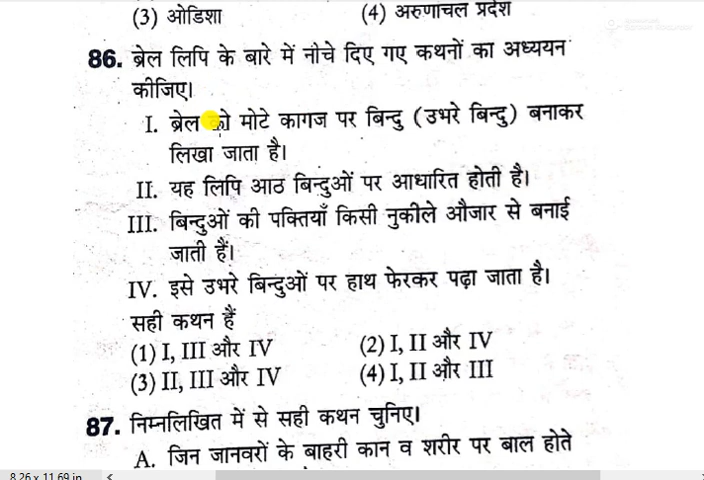 (3) ओडिशा (4) अरुणाचल प्रदेश
86. ब्रेल लिपि के बारे में नीचे दिए गए कथनों का अध्ययन
कीजिए।
I. ब्रेल को मोटे कागज पर बिन्दु (उभरे बिन्दु) बनाकर
लिखा जाता है।
II. यह लिपि आठ बिन्दुओं पर आधारित होती है।
III. बिन्दुओं की पंक्तियाँ किसी नुकीले औजार से बनाई
जाती हैं।
IV. इसे उभरे बिन्दुओं पर हाथ फेरकर पढ़ा जाता है।
सही कथन हैं
(1) I, III और IV (2) I, II और IV
(3) II, III और IV (4) I, II और III
87. निम्नलिखित में से सही कथन चुनिए।
A. जिन जानवरों के बाहरी कान व शरीर पर बाल होते
8.26 x 11.69 in